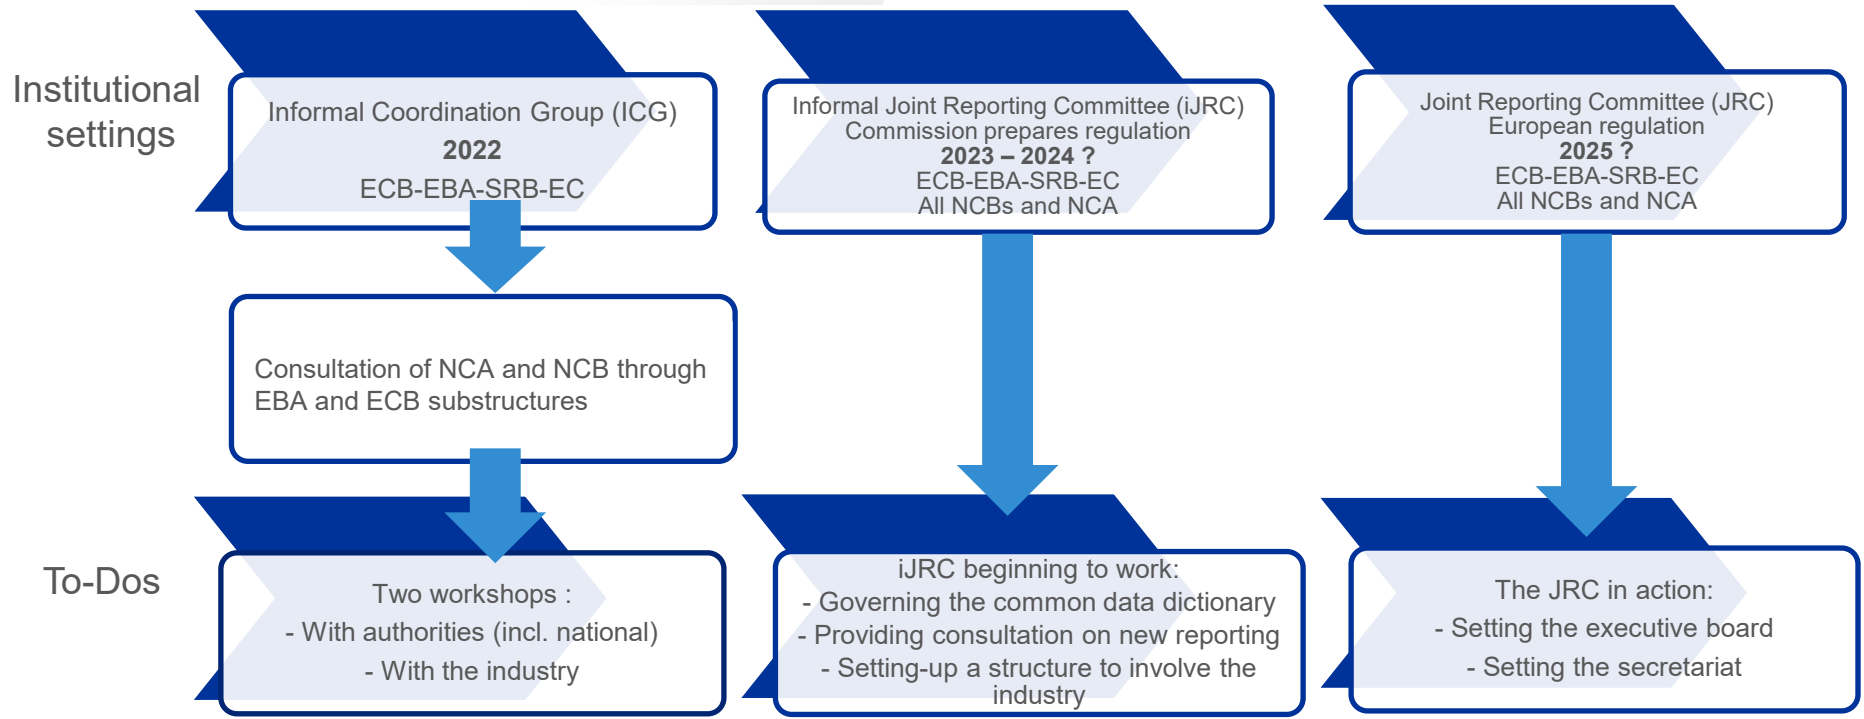 Institutional
settings
Informal Coordination Group (ICG)
2022
ECB-EBA-SRB-EC
Informal Joint Reporting Committee (iJRC)
Commission prepares regulation
2023 – 2024 ?
ECB-EBA-SRB-EC
All NCBs and NCA
Joint Reporting Committee (JRC)
European regulation
2025 ?
ECB-EBA-SRB-EC
All NCBs and NCA
Consultation of NCA and NCB through
EBA and ECB substructures
To-Dos
Two workshops :
- With authorities (incl. national)
- With the industry
iJRC beginning to work:
- Governing the common data dictionary
- Providing consultation on new reporting
- Setting-up a structure to involve the
industry
The JRC in action:
- Setting the executive board
- Setting the secretariat